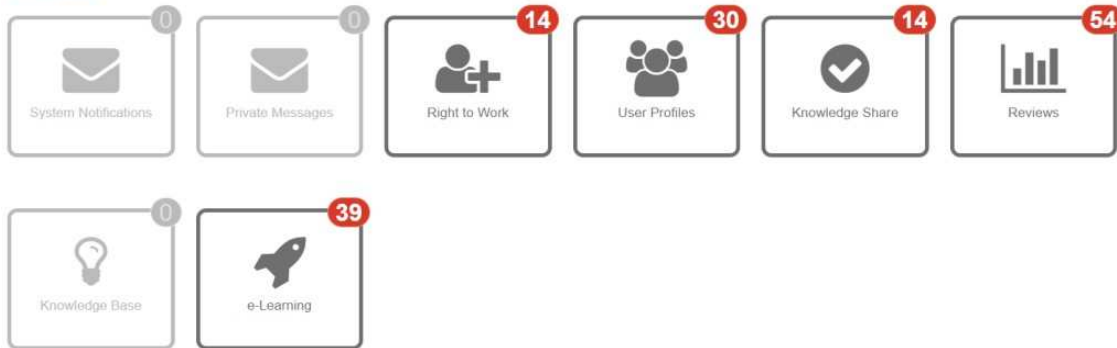 0
System Notifications
0
Private Messages
14
Right to Work
30
User Profiles
14
Knowledge Share
54
Reviews
0
Knowledge Base
39
e-Learning